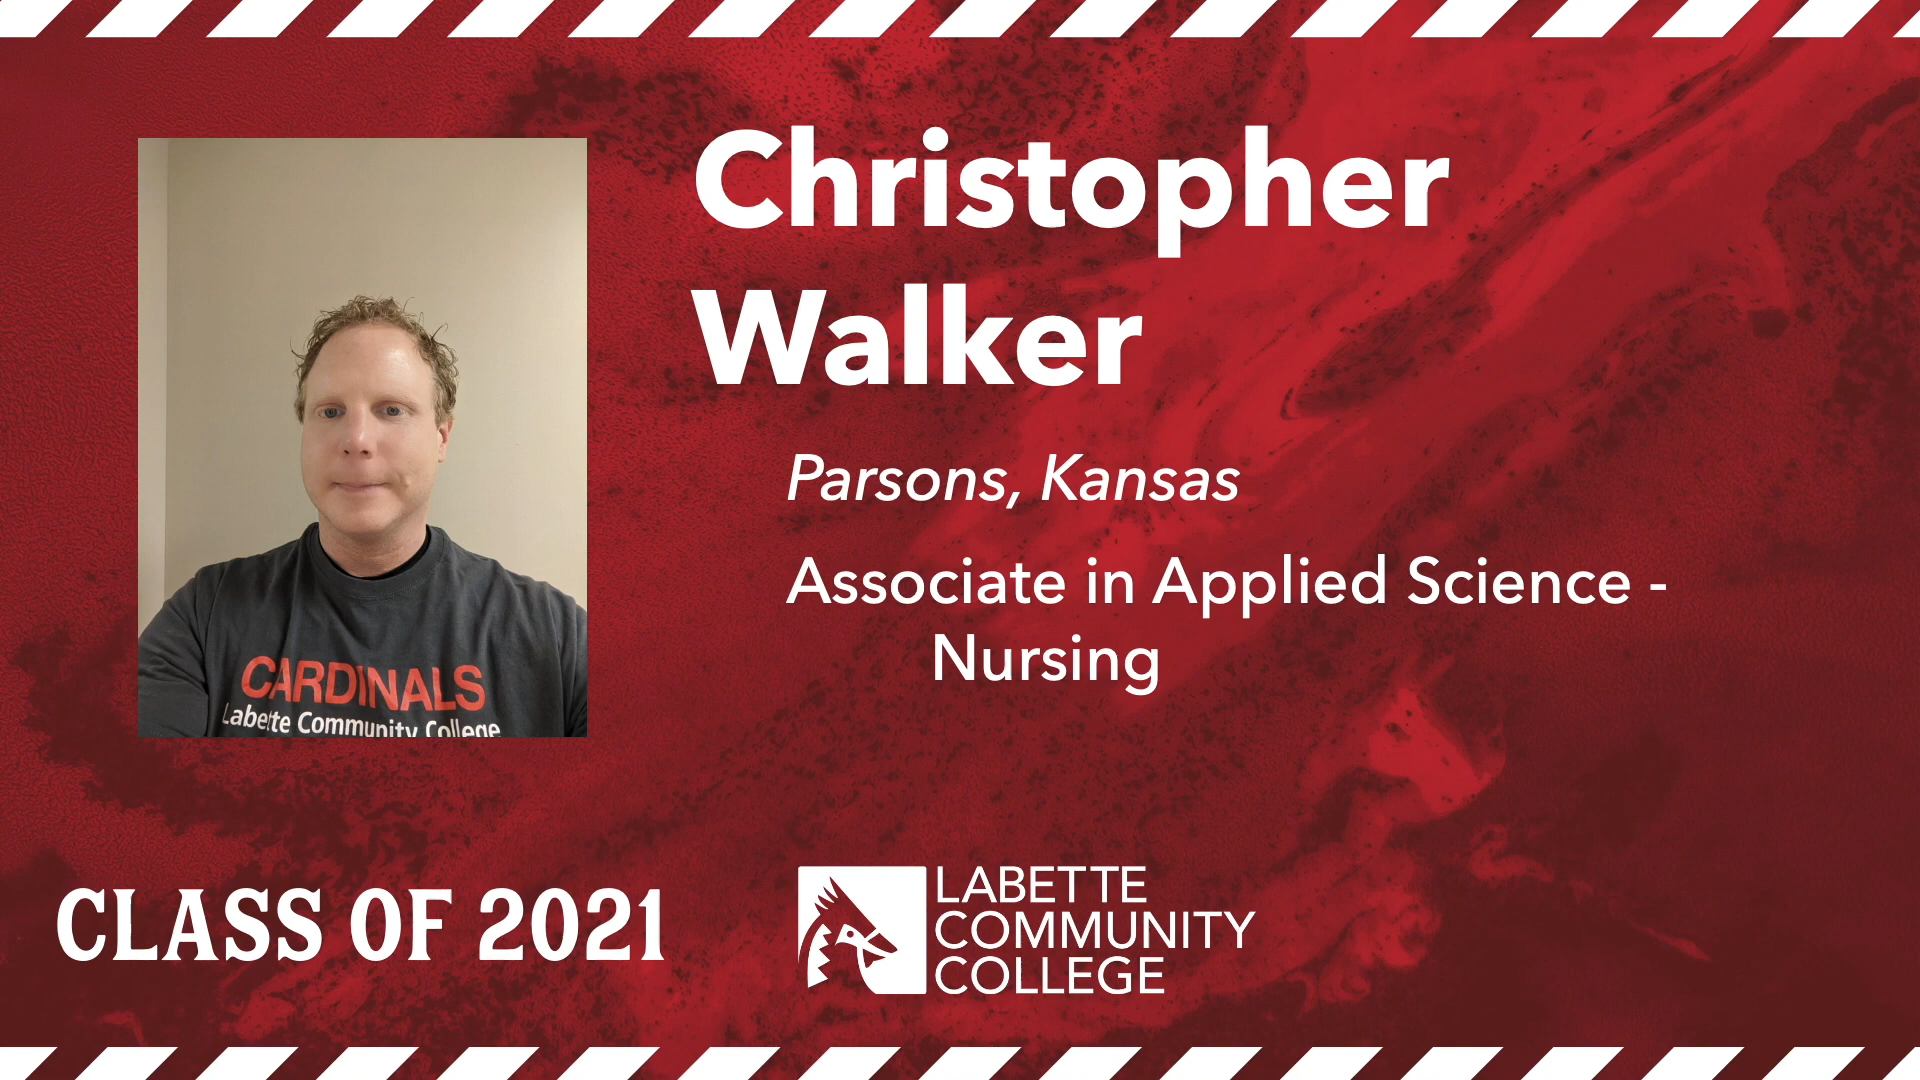 Christopher
Walker
Parsons, Kansas
Associate in Applied Science -
Nursing
CARDINALS
Labette Community College
CLASS OF 2021
LABETTE
COMMUNITY
COLLEGE